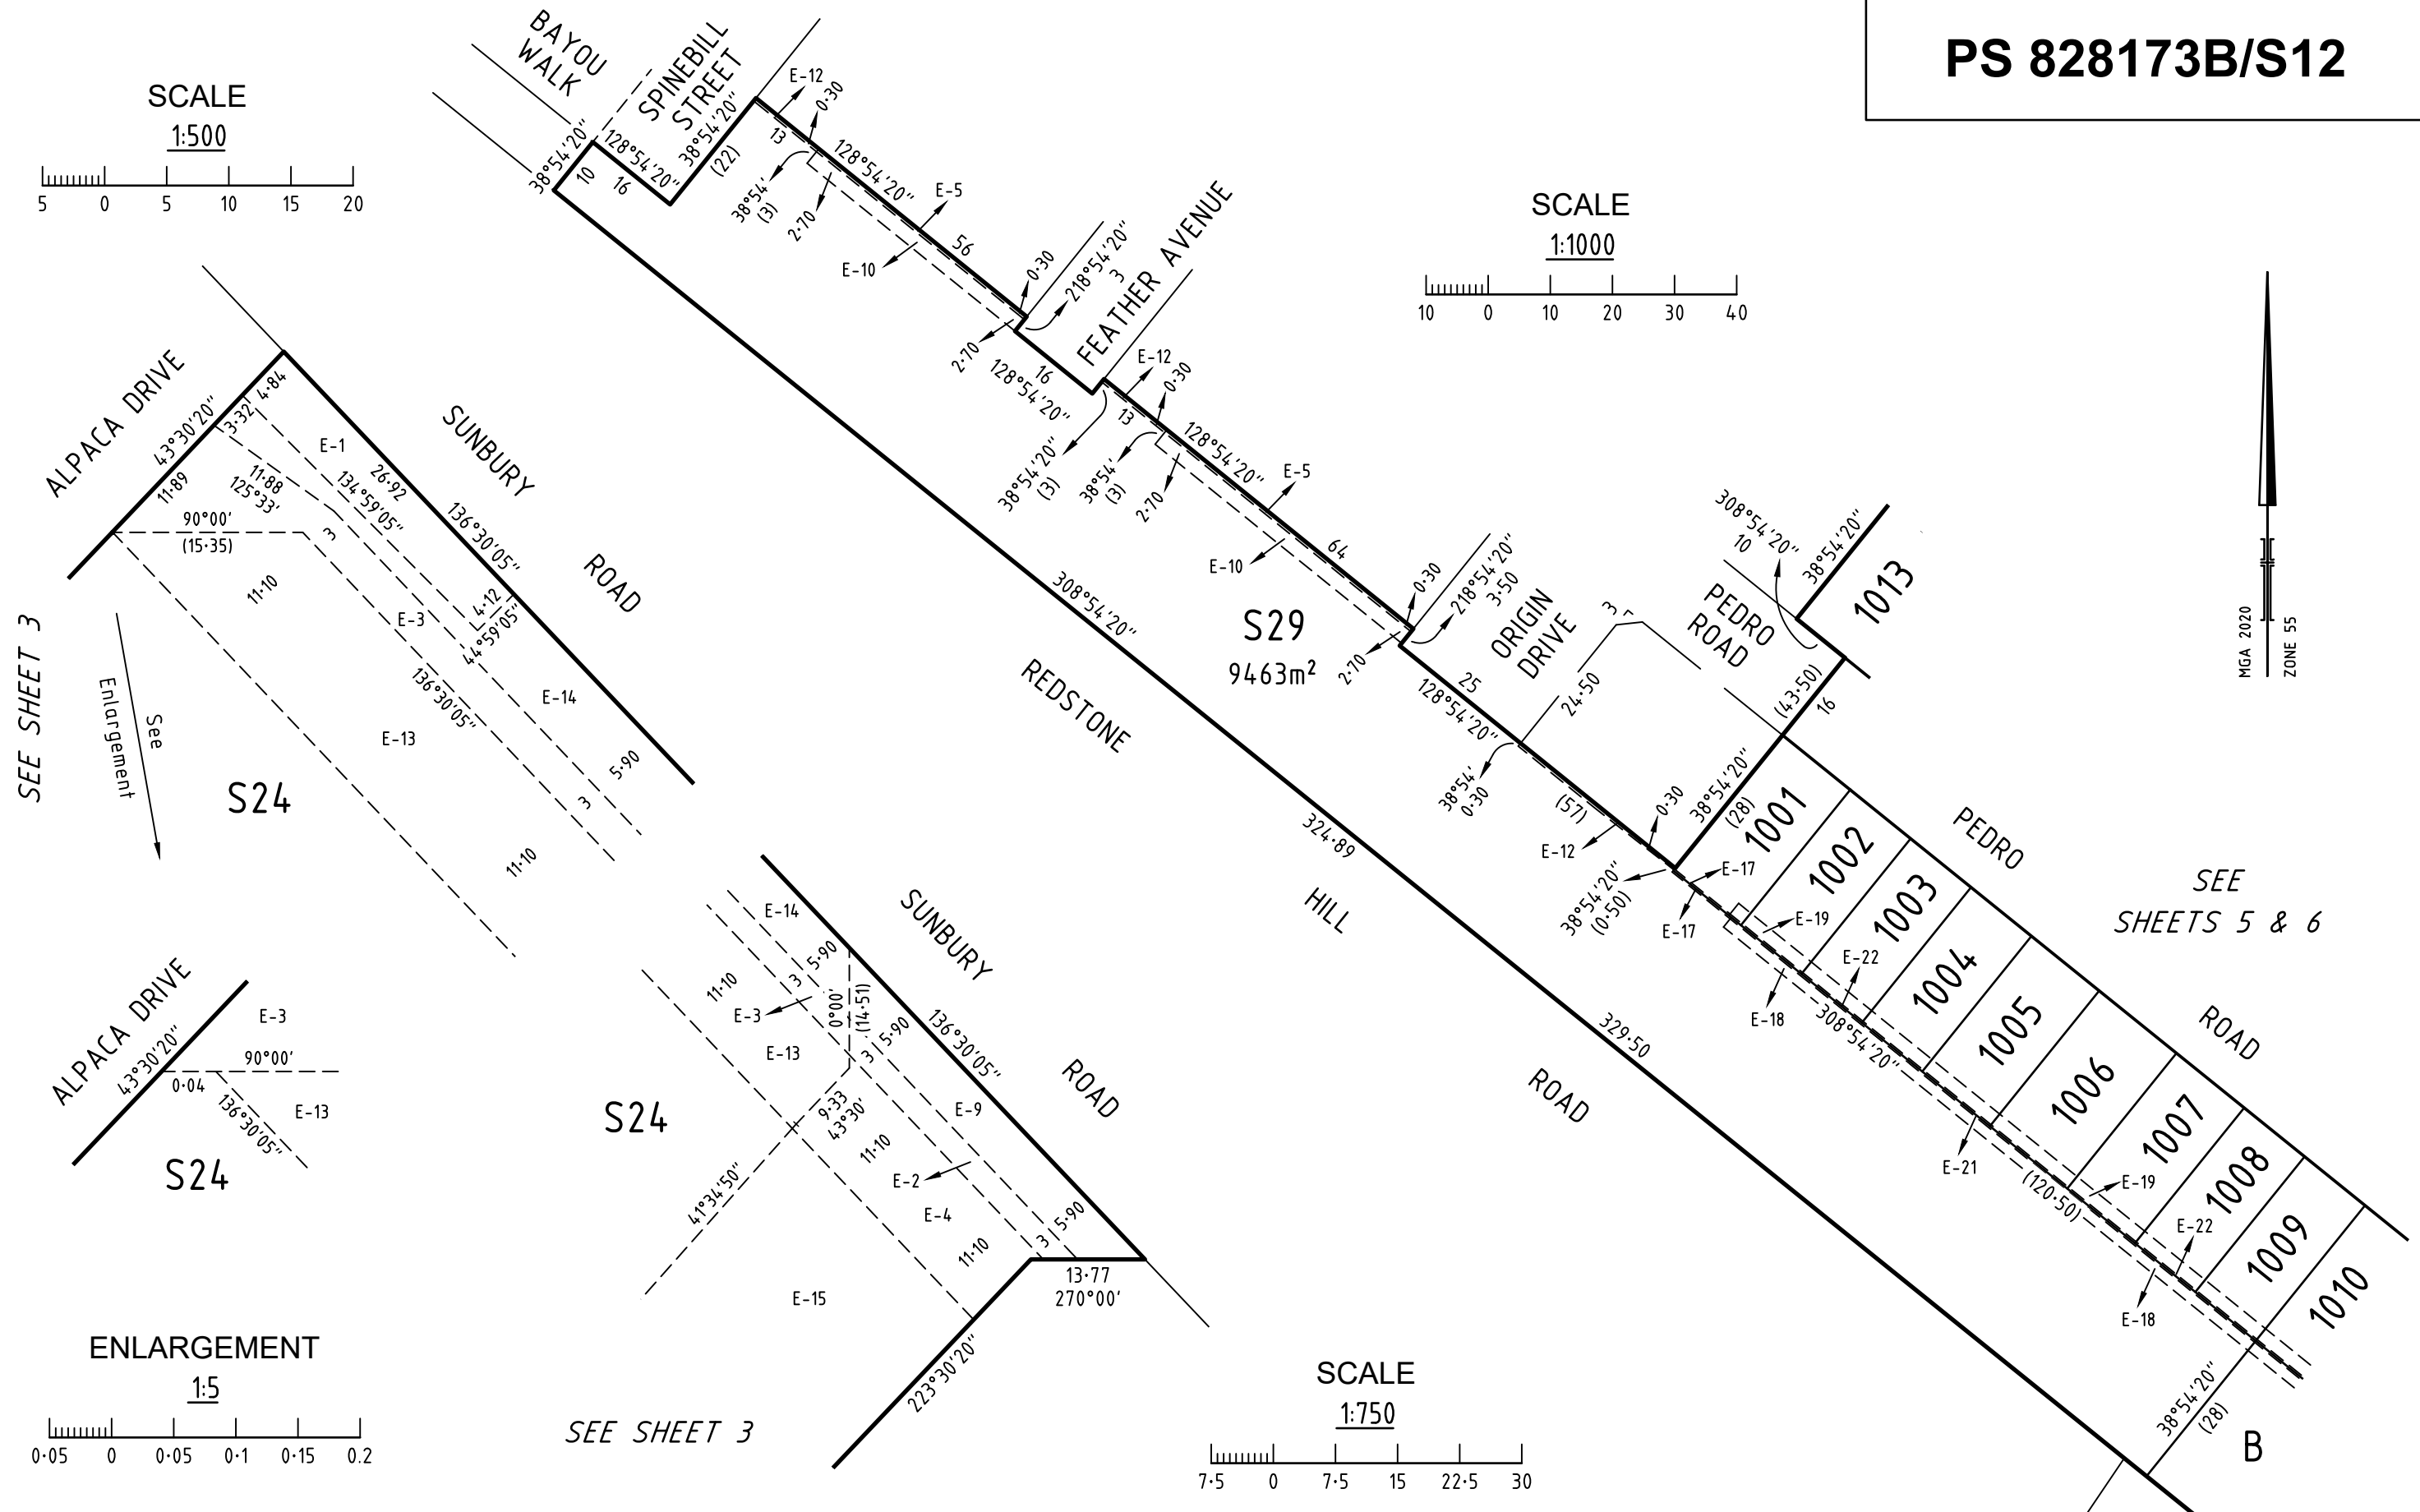 PS 828173B/S12
SCALE
1:500
5 0 5 10 15 20
BAYOU
WALK
SPINEBILL
STREET
38°54'20"
10
128°54'20"
16
38°54'20"
(22)
E-12
0·30
13
128°54'20"
38°54'
(3)
2·70
E-5
56
E-10
0·30
218°54'20"
3
2·70
FEATHER AVENUE
16
128°54'20"
E-12
0·30
13
38°54'20"
(3)
38°54'
(3)
128°54'20"
2·70
E-5
64
E-10
0·30
218°54'20"
3·50
2·70
ORIGIN
DRIVE
25
128°54'20"
3
24·50
38°54'
0·30
(57)
E-12
0·30
38°54'20"
(0·50)
SCALE
1:1000
10 0 10 20 30 40
308°54'20"
10
38°54'20"
1013
PEDRO
ROAD
(43·50)
16
38°54'20"
(28)
MGA 2020
ZONE 55
S29
9463m²
308°54'20"
REDSTONE
324·89
HILL
329·50
ROAD
1001
1002
1003
1004
1005
1006
1007
1008
1009
1010
PEDRO
ROAD
SEE
SHEETS 5 & 6
E-17
E-17
E-19
E-22
E-18
308°54'20"
E-21
(120·50)
E-19
E-22
E-18
38°54'20"
(28)
B
ALPACA DRIVE
43°30'20"
4·84
3·32
11·89
E-1
SUNBURY
ROAD
26·92
134°59'05"
136°30'05"
11·88
125°33'
90°00'
(15·35)
3
11·10
4·12
44°59'05"
E-3
136°30'05"
E-14
E-13
5·90
3
11·10
S24
SEE SHEET 3
See
Enlargement
ALPACA DRIVE
43°30'20"
E-3
90°00'
0·04
136°30'05"
E-13
S24
ENLARGEMENT
1:5
0·05 0 0·05 0·1 0·15 0.2
SUNBURY
ROAD
E-14
5·90
3
11·10
E-3
0°00'
(14·51)
5·90
3
136°30'05"
E-13
9·33
43°30'
E-9
S24
11·10
E-2
41°34'50"
E-4
5·90
3
11·10
13·77
270°00'
E-15
223°30'20"
SEE SHEET 3
SCALE
1:750
7·5 0 7·5 15 22·5 30